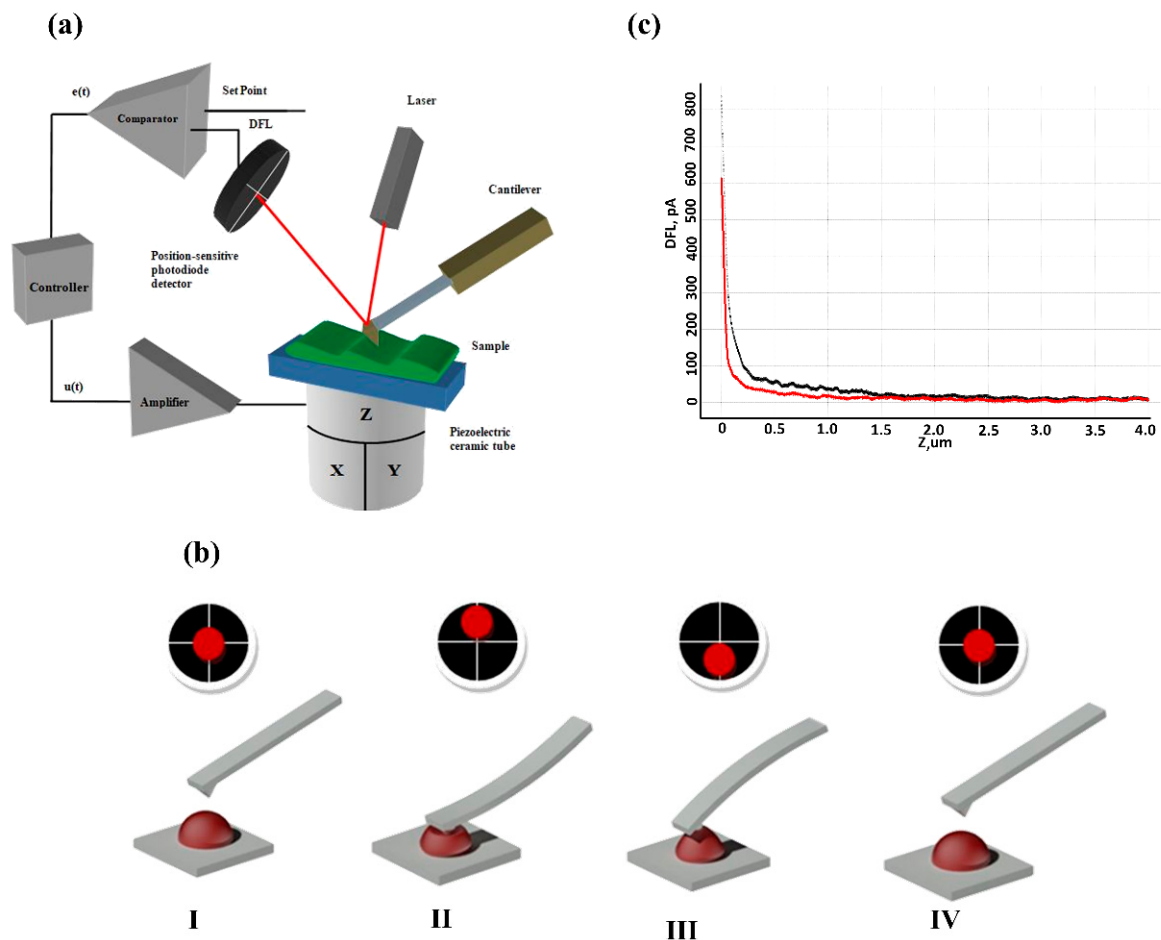 (a)
e(t)
Set Point
Comparator
DFL
Laser
Cantilever
Position-sensitive
photodiode
detector
Controller
Sample
u(t)
Amplifier
Z
Piezoelectric
ceramic tube
X
Y
(c)
800
700
600
500
400
300
200
100
0
DFL, pA
0
0.5
1.0
1.5
2.0
2.5
3.0
3.5
4.0
Z,um
(b)
I
II
III
IV